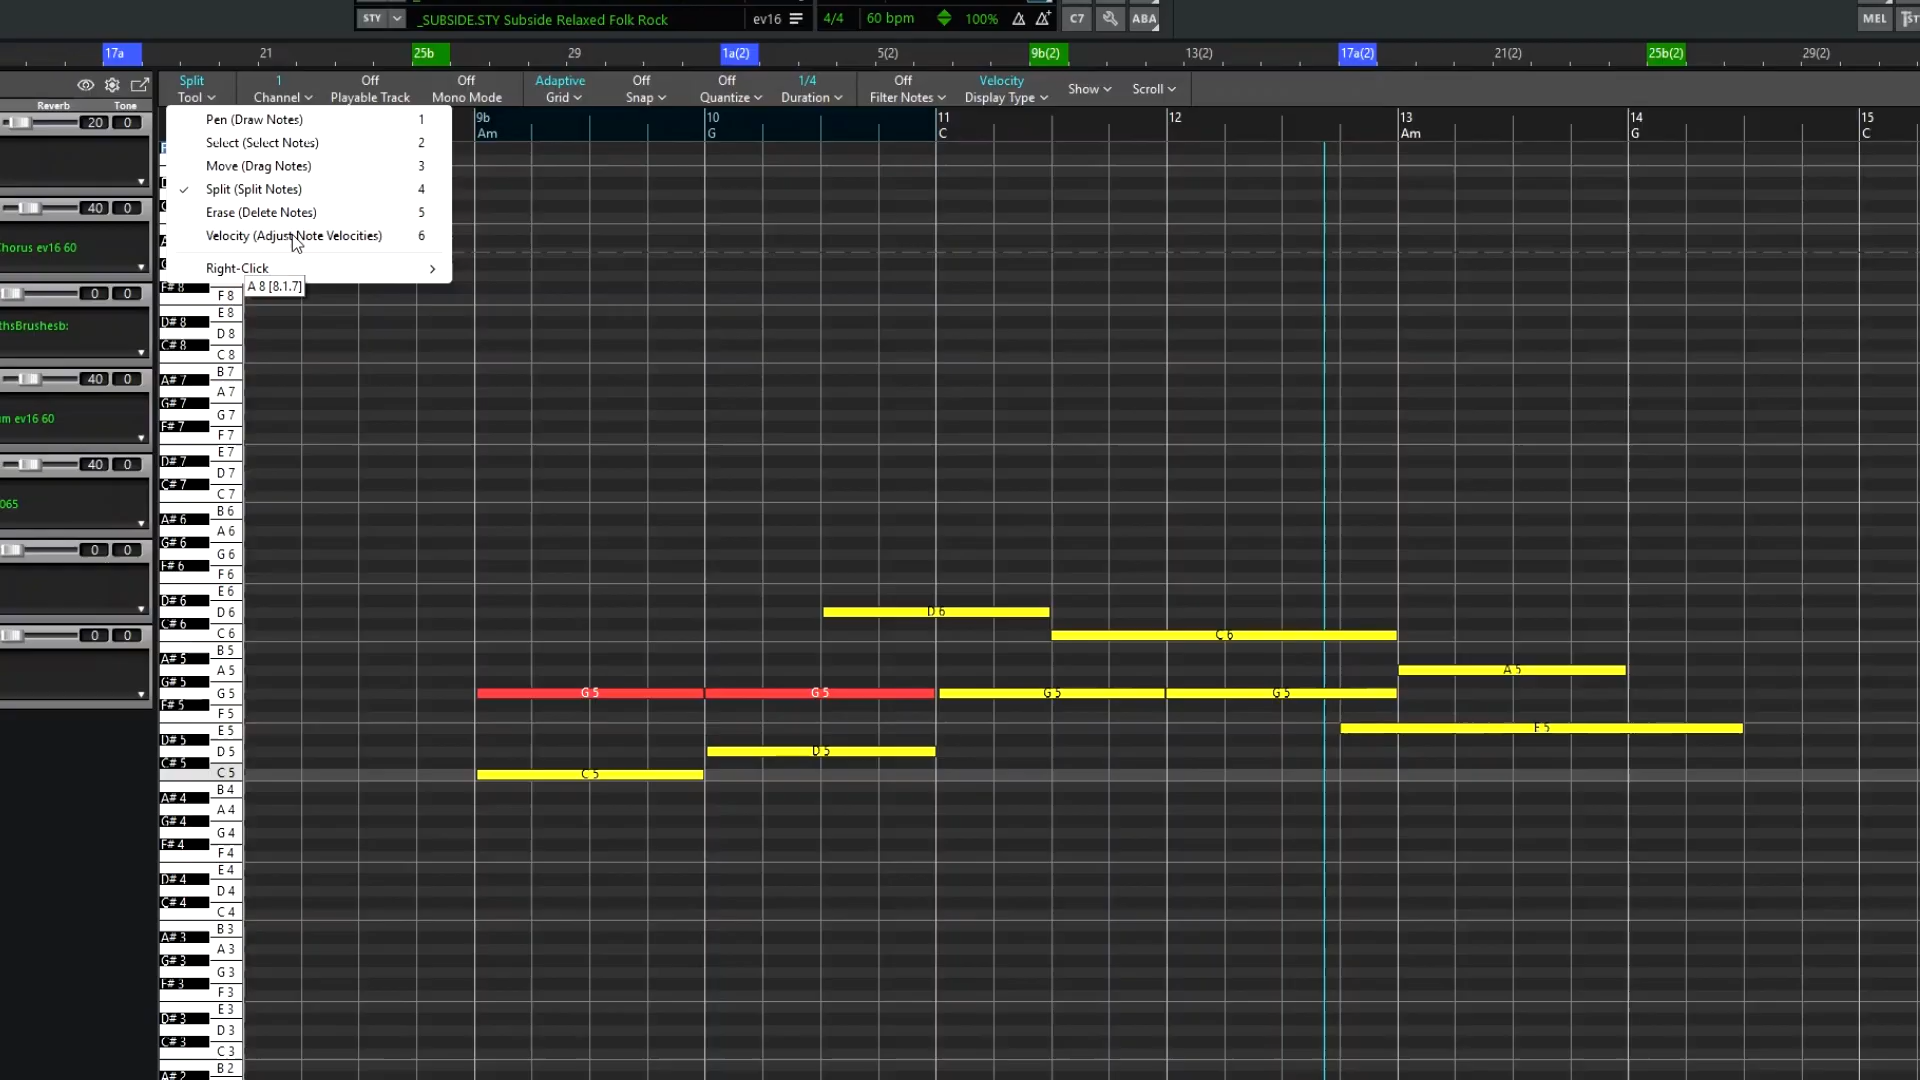 STY _SUBSIDE.STY Subside Relaxed Folk Rock ev16 4/4 60 bpm 100% C7 ABA MEL
17a 21 25b 29 1a(2) 5(2) 9b(2) 13(2) 17a(2) 21(2) 25b(2) 29(2)
Split 1 Off Off Adaptive Off Off 1/4 Off Velocity
Tool Channel Playable Track Mono Mode Grid Snap Quantize Duration Filter Notes Display Type Show Scroll
Reverb Tone
20 0
9b 10 11 12 13 14 15
Am G C Am G C
Pen (Draw Notes) 1
Select (Select Notes) 2
Move (Drag Notes) 3
Split (Split Notes) 4
Erase (Delete Notes) 5
Velocity (Adjust Note Velocities) 6
Right-Click
A 8 [8.1.7]
40 0
Chorus ev16 60
0 0
thsBrushesb:
40 0
m ev16 60
40 0
065
0 0
0 0
F# 8
F 8
E 8
D# 8
D 8
C# 8
C 8
B 7
A# 7
A 7
G# 7
G 7
F# 7
F 7
E 7
D# 7
D 7
C# 7
C 7
B 6
A# 6
A 6
G# 6
G 6
F# 6
F 6
E 6
D# 6
D 6
C# 6
C 6
B 5
A# 5
A 5
G# 5
G 5
F# 5
F 5
E 5
D# 5
D 5
C# 5
C 5
B 4
A# 4
A 4
G# 4
G 4
F# 4
F 4
E 4
D# 4
D 4
C# 4
C 4
B 3
A# 3
A 3
G# 3
G 3
F# 3
F 3
E 3
D# 3
D 3
C# 3
C 3
B 2
A# 2
D 6
C 6
A 5
G 5 G 5 G 5 G 5
E 5
D 5
C 5